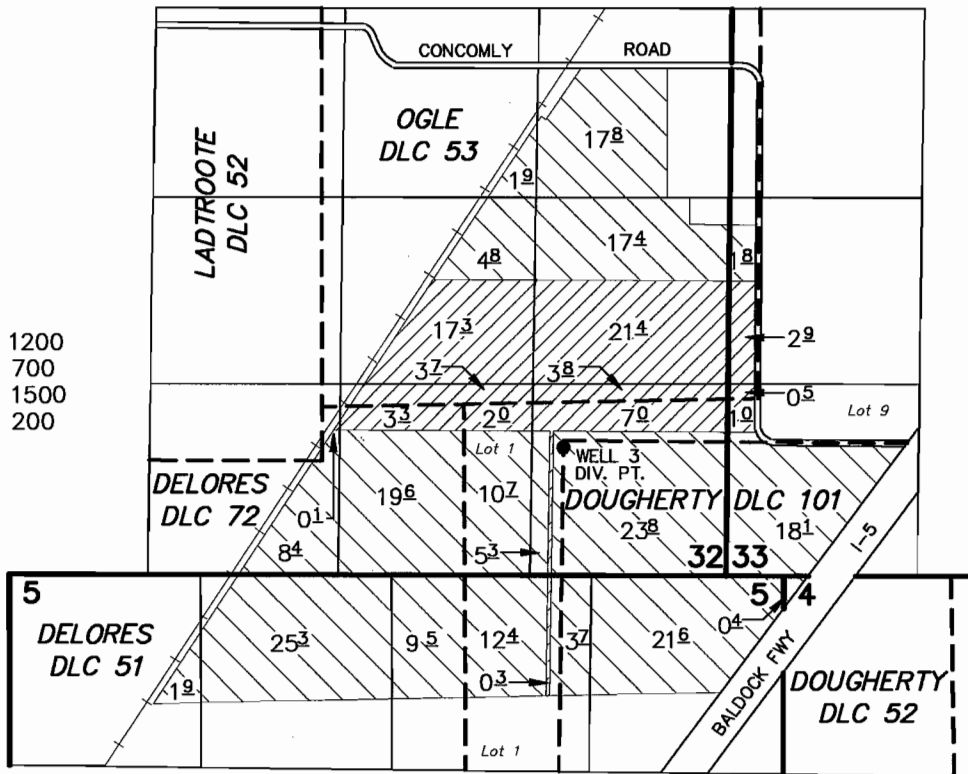 CONCOMLY ROAD
OGLE
DLC 53
LADTROOTE
DLC 52
17 8
1 9
17 4
4 8
1 8
1200
700
1500
200
17 3
21 4
2 9
3 7
3 8
0 5
3 3
2 0
7 0
1 0
Lot 9
Lot 1
WELL 3
DIV. PT.
DELORES
DLC 72
19 6
10 7
DOUGHERTY DLC 101
0 1
23 8
18 1
I-5
8 4
5 3
32 33
5
5 4
0 4
DELORES
DLC 51
25 3
9 5
12 4
3 7
21 6
1 9
0 3
BALDOCK FWY
DOUGHERTY
DLC 52
Lot 1